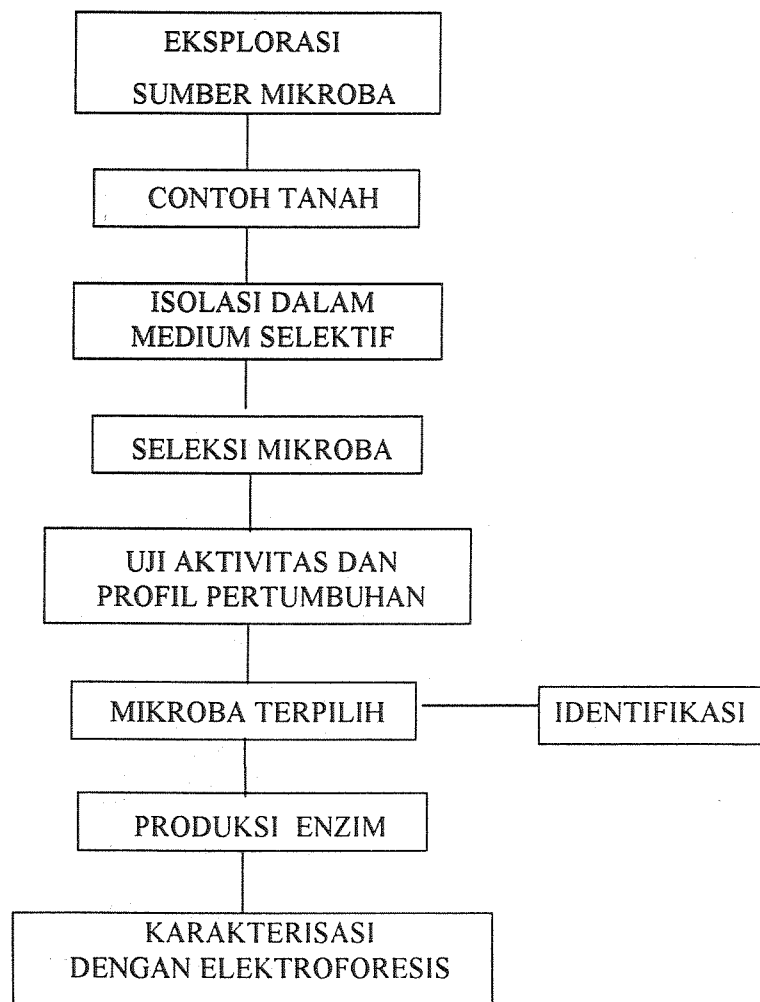 EKSPLORASI
SUMBER MIKROBA
CONTOH TANAH
ISOLASI DALAM
MEDIUM SELEKTIF
SELEKSI MIKROBA
UJI AKTIVITAS DAN
PROFIL PERTUMBUHAN
MIKROBA TERPILIH
IDENTIFIKASI
PRODUKSI ENZIM
KARAKTERISASI
DENGAN ELEKTROFORESIS